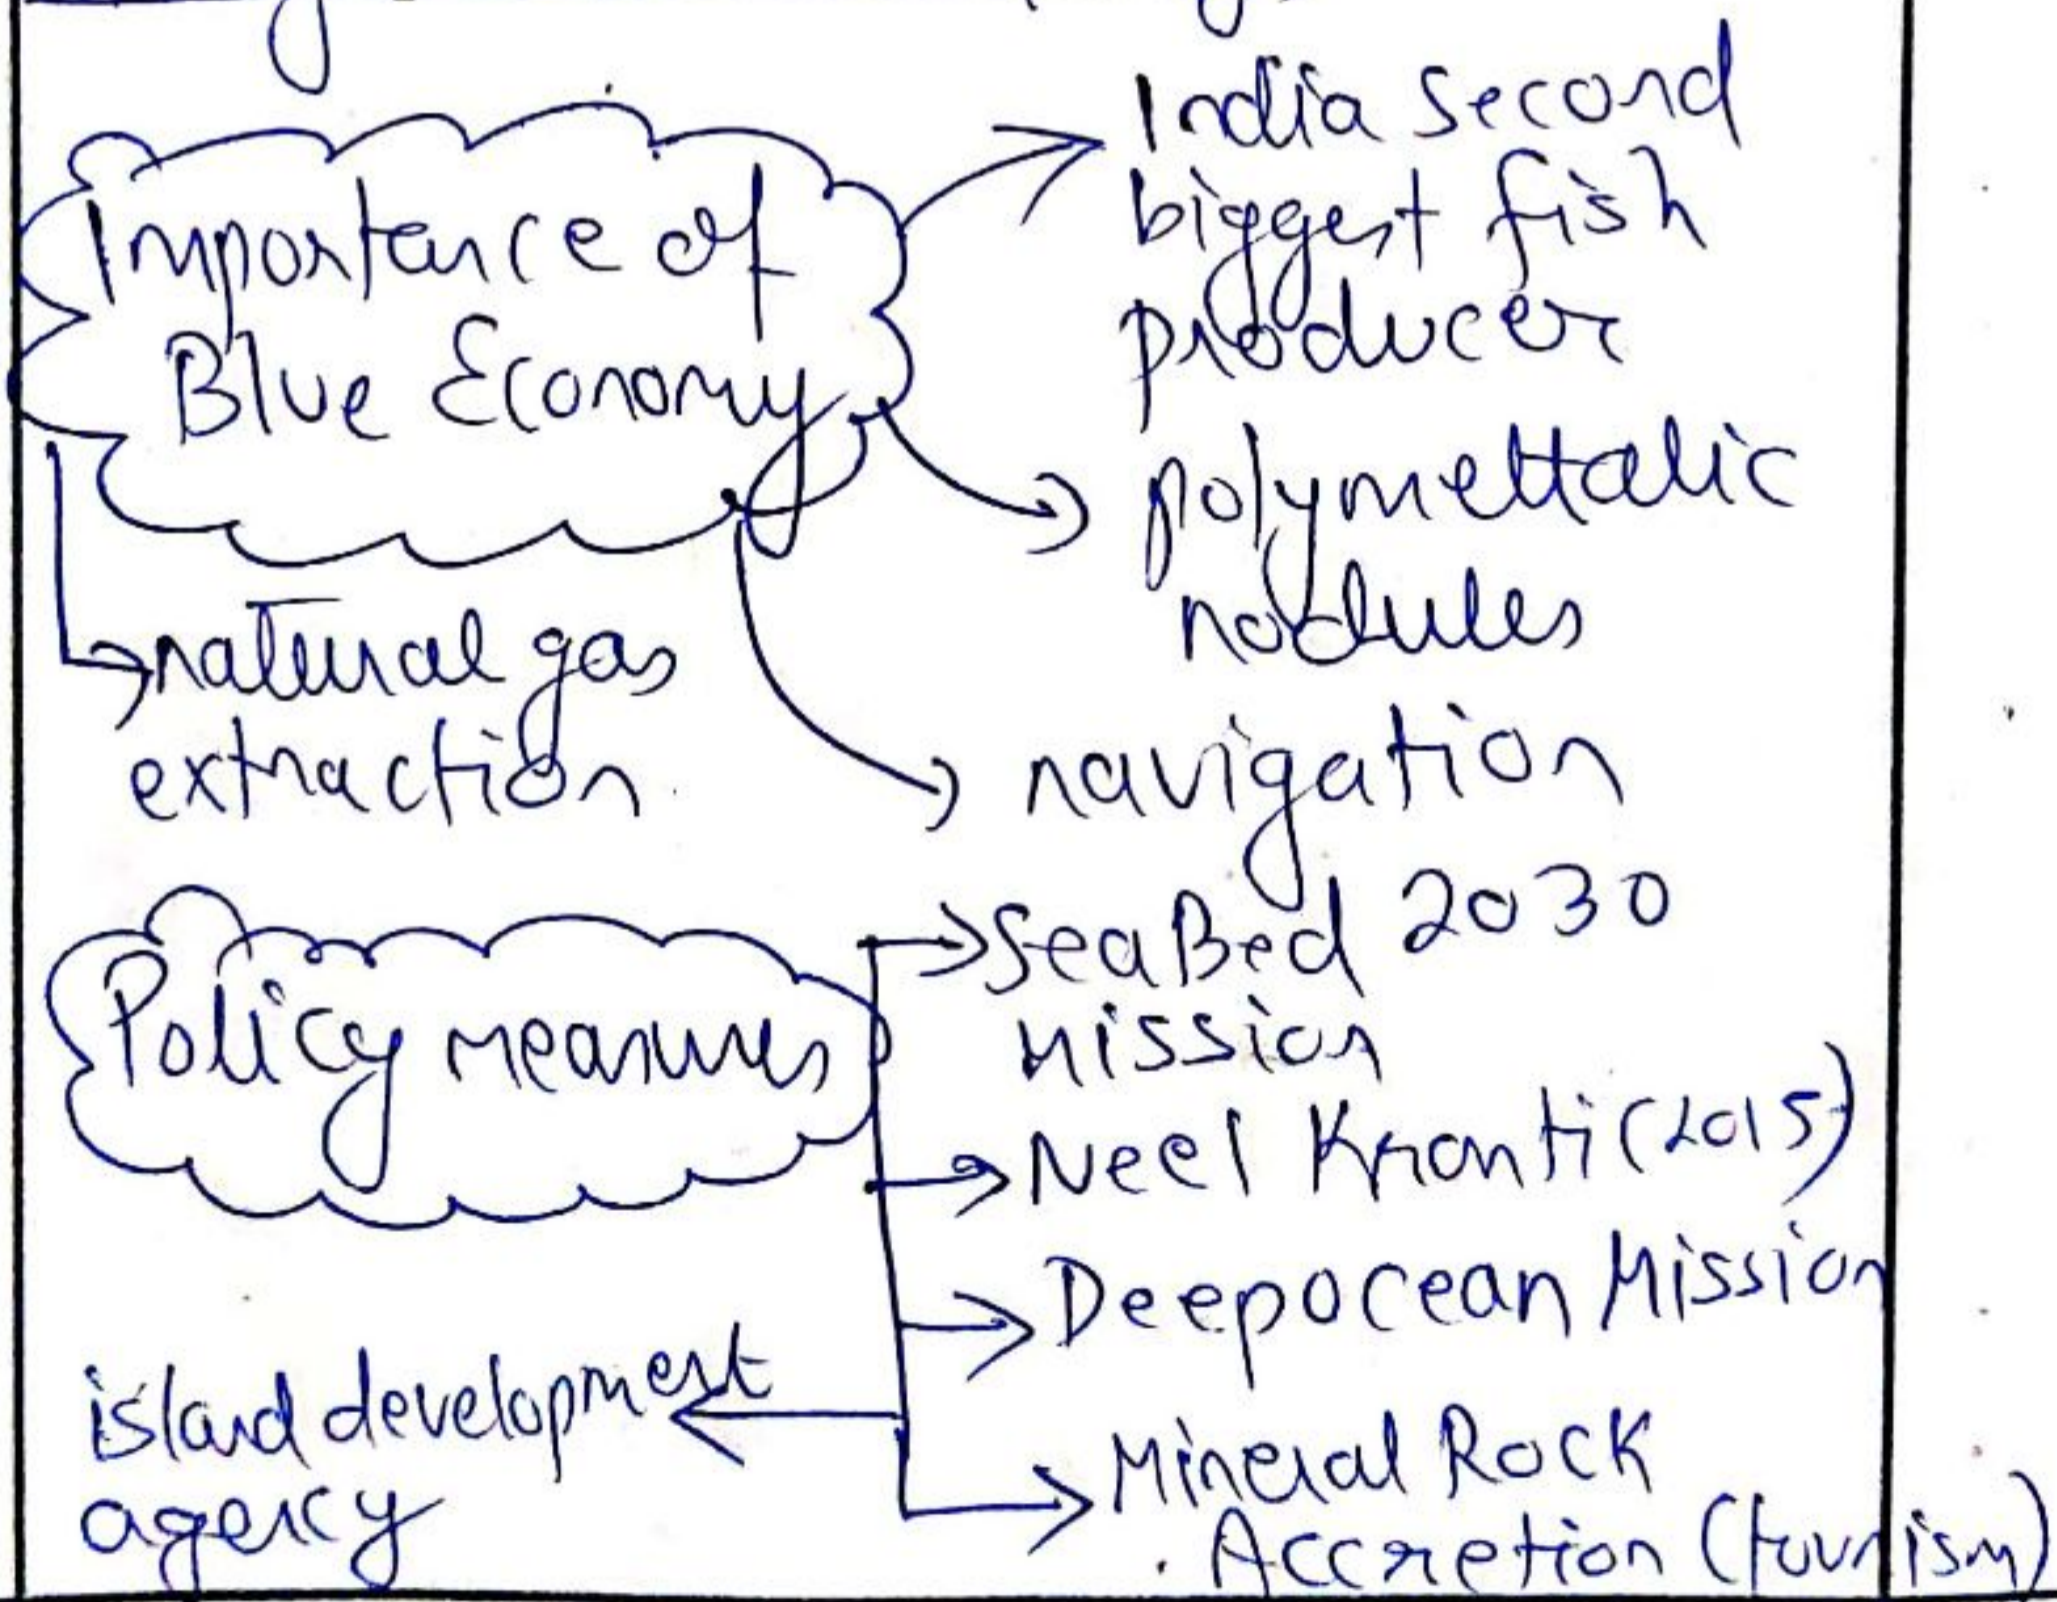 Importance of
Blue Economy
India second
biggest fish
producer
polymettalic
nodules
navigation
natural gas
extraction.
Policy measures
SeaBed 2030
mission
Neel Kranti (2015)
Deepocean Mission
Mineral Rock
Accretion (tourism)
island development
agency